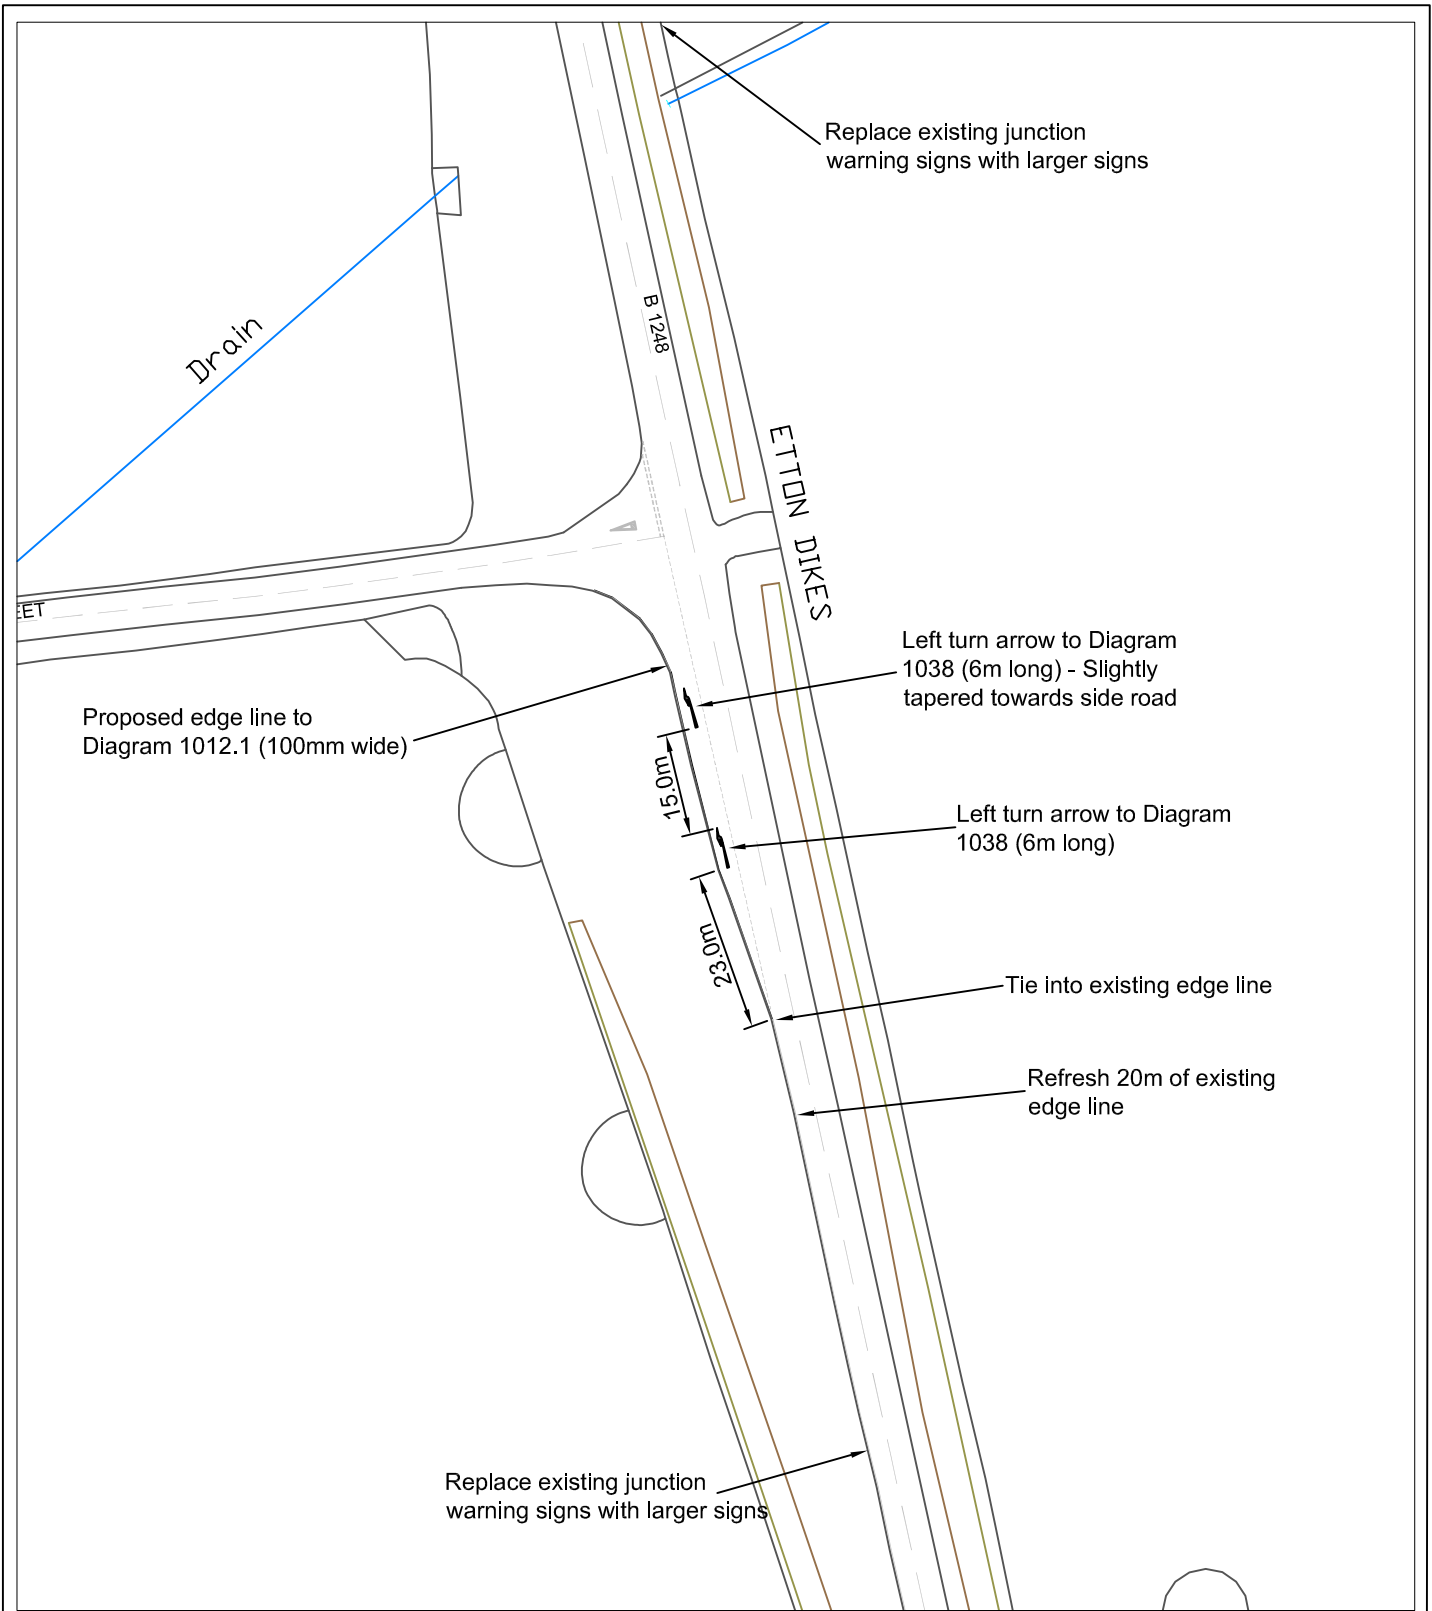 Replace existing junction
warning signs with larger signs
Drain
B 1248
ETTON DIKES
EET
Left turn arrow to Diagram
1038 (6m long) - Slightly
tapered towards side road
Proposed edge line to
Diagram 1012.1 (100mm wide)
15.0m
Left turn arrow to Diagram
1038 (6m long)
23.0m
Tie into existing edge line
Refresh 20m of existing
edge line
Replace existing junction
warning signs with larger signs